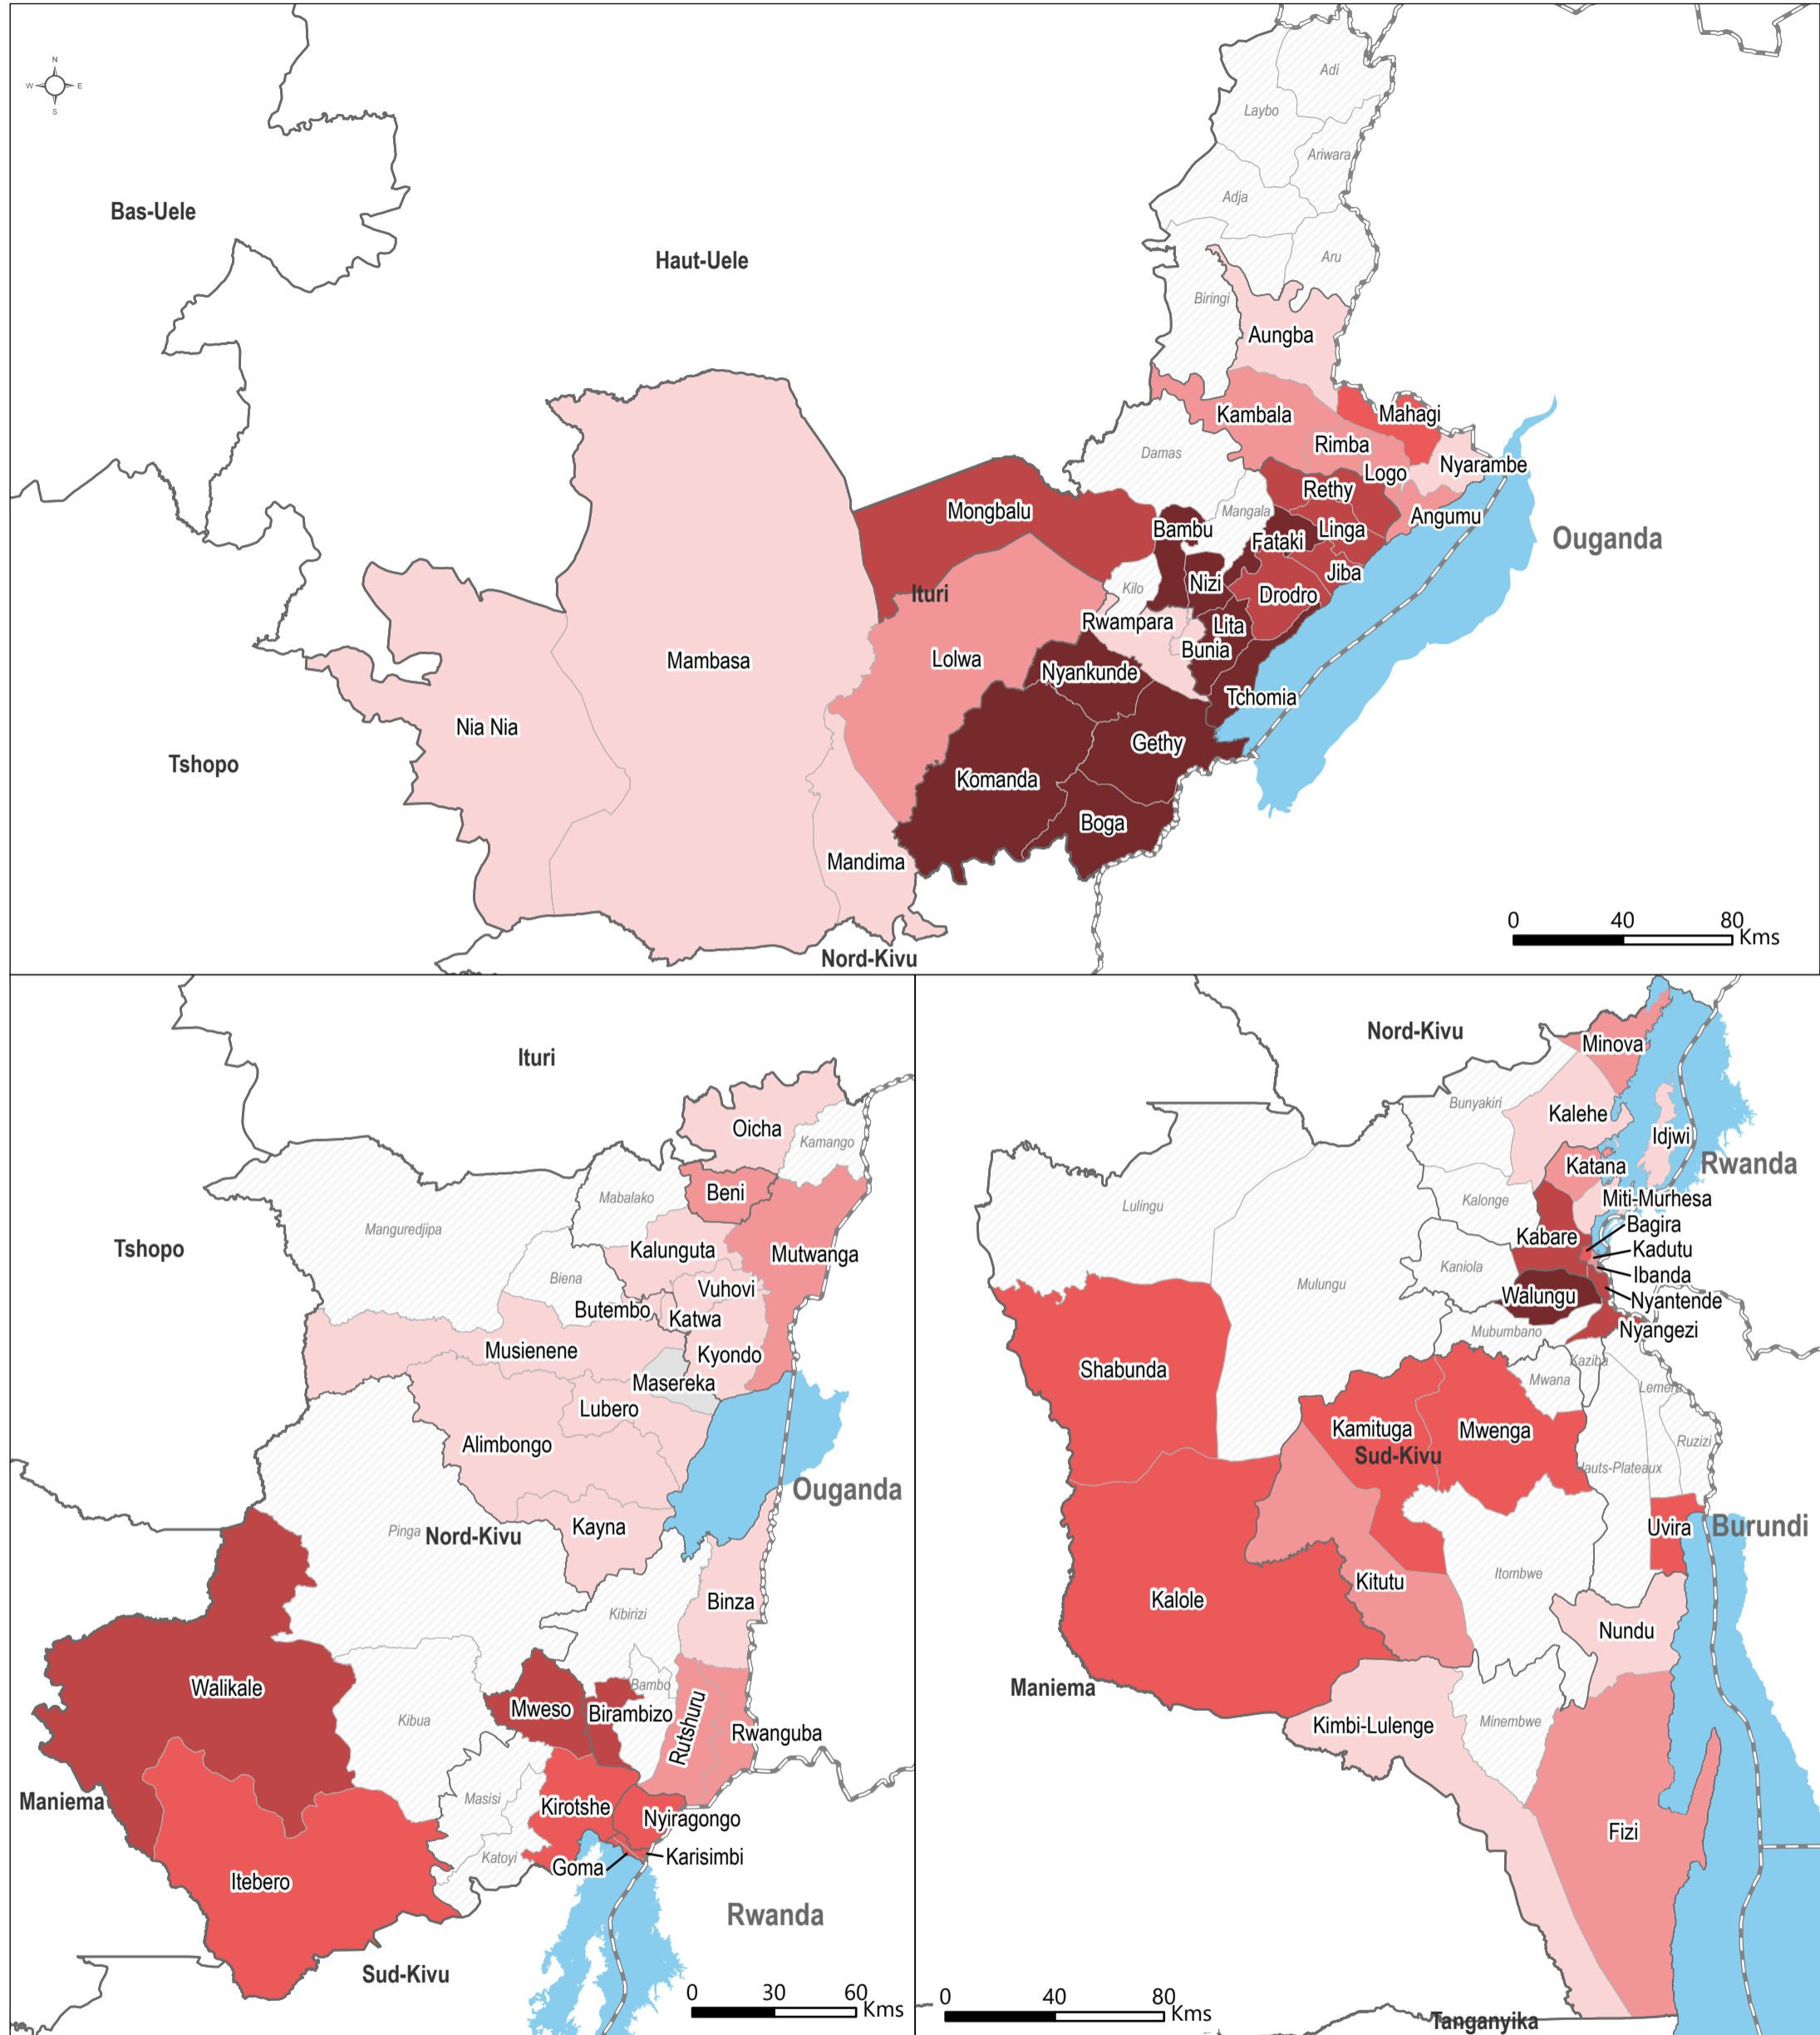 N
W E
S
Adi
Laybo
Ariwara
Adja
Bas-Uele
Haut-Uele
Aru
Biringi
Aungba
Kambala
Mahagi
Rimba
Damas
Logo
Nyarambe
Rethy
Mongbalu
Mangala
Angumu
Bambu
Linga
Fataki
Ouganda
Jiba
Nizi
Kilo
Ituri
Drodro
Rwampara
Lita
Bunia
Lolwa
Mambasa
Nyankunde
Tchomia
Nia Nia
Gethy
Tshopo
Komanda
Boga
Mandima
0 40 80
Kms
Nord-Kivu
Ituri
Oicha
Kamango
Beni
Mabalako
Manguredjipa
Tshopo
Kalunguta
Mutwanga
Biena
Vuhovi
Butembo
Katwa
Musienene
Kyondo
Masereka
Lubero
Alimbongo
Ouganda
Kayna
Pinga
Nord-Kivu
Binza
Kibirizi
Bambo
Walikale
Mweso
Birambizo
Rutshuru
Rwanguba
Kibua
Maniema
Masisi
Kirotshe
Nyiragongo
Katoyi
Goma
Karisimbi
Itebero
Rwanda
Sud-Kivu
0 30 60
Kms
Nord-Kivu
Minova
Bunyakiri
Kalehe
Idjwi
Rwanda
Katana
Lulingu
Kalonge
Miti-Murhesa
Bagira
Kabare
Kadutu
Kaniola
Ibanda
Mulungu
Walungu
Nyantende
Mubumbano
Nyangezi
Kaziba
Shabunda
Mwana
Lemera
Kamituga
Mwenga
Sud-Kivu
Ruzizi
Hauts-Plateaux
Uvira
Burundi
Itombwe
Kitutu
Kalole
Nundu
Maniema
Kimbi-Lulenge
Minembwe
Fizi
0 40 80
Kms
Tanganyika